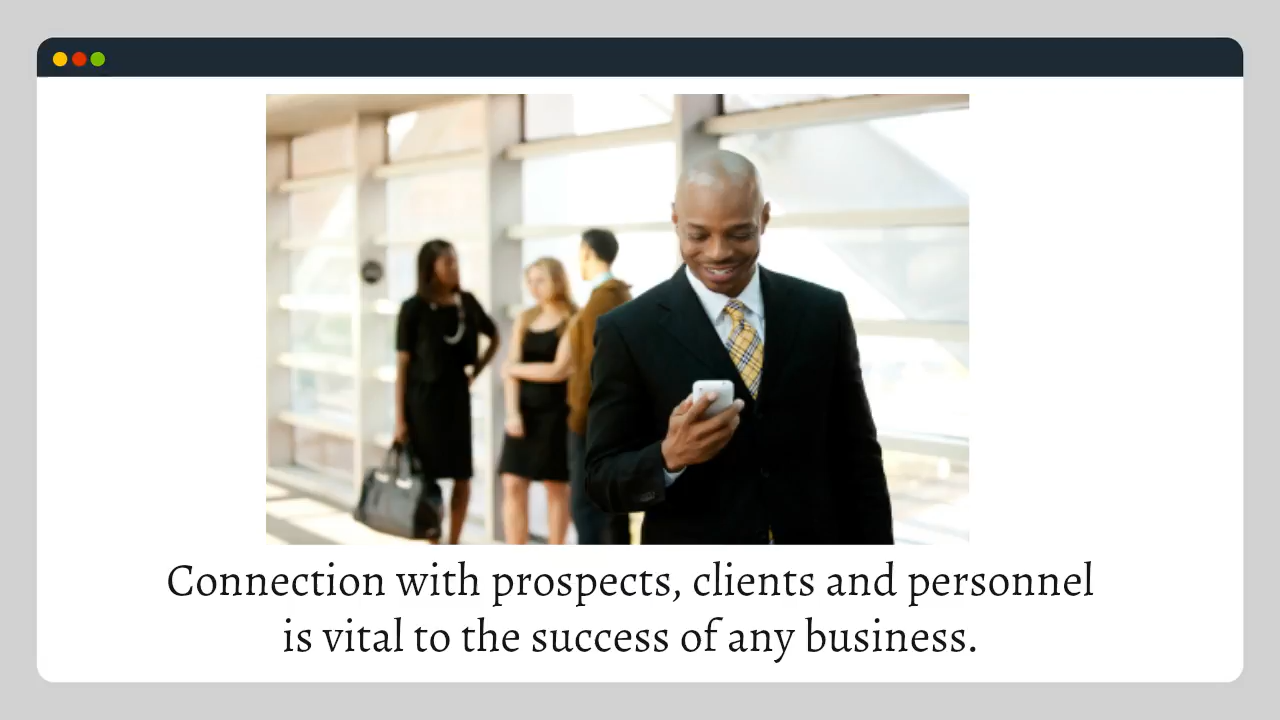 Connection with prospects, clients and personnel
is vital to the success of any business.